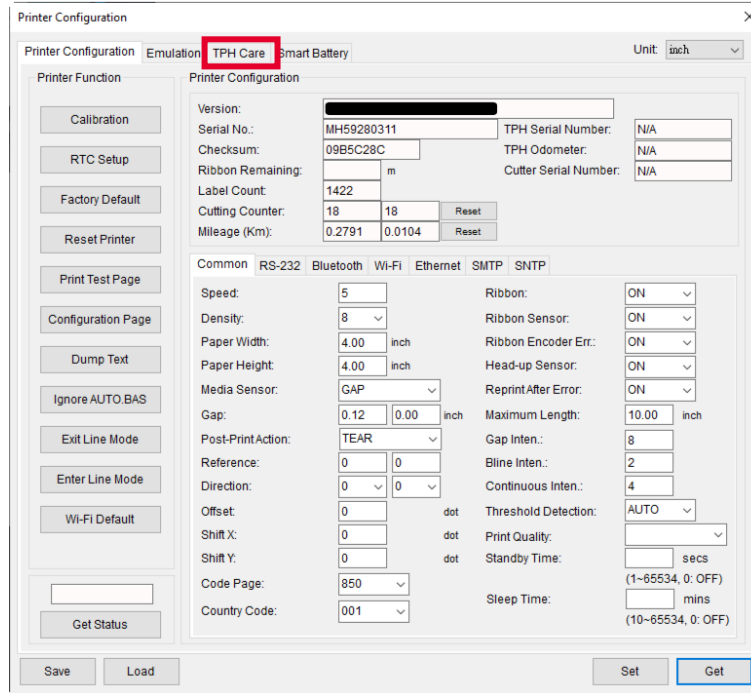 Printer Configuration
Printer Configuration Emulation TPH Care Smart Battery Unit: inch
Printer Function
Calibration
RTC Setup
Factory Default
Reset Printer
Print Test Page
Configuration Page
Dump Text
Ignore AUTO.BAS
Exit Line Mode
Enter Line Mode
Wi-Fi Default
Get Status
Printer Configuration
Version:
Serial No.: MH59280311 TPH Serial Number: N/A
Checksum: 09B5C28C TPH Odometer: N/A
Ribbon Remaining: m Cutter Serial Number: N/A
Label Count: 1422
Cutting Counter: 18 18 Reset
Mileage (Km): 0.2791 0.0104 Reset
Common RS-232 Bluetooth Wi-Fi Ethernet SMTP SNTP
Speed: 5 Ribbon: ON
Density: 8 Ribbon Sensor: ON
Paper Width: 4.00 inch Ribbon Encoder Err.: ON
Paper Height: 4.00 inch Head-up Sensor: ON
Media Sensor: GAP Reprint After Error: ON
Gap: 0.12 0.00 inch Maximum Length: 10.00 inch
Post-Print Action: TEAR Gap Inten.: 8
Reference: 0 0 Bline Inten.: 2
Direction: 0 0 Continuous Inten.: 4
Offset: 0 dot Threshold Detection: AUTO
Shift X: 0 dot Print Quality:
Shift Y: 0 dot Standby Time: secs
(1~65534, 0: OFF)
Code Page: 850
Sleep Time: mins
Country Code: 001
(10~65534, 0: OFF)
Save Load Set Get